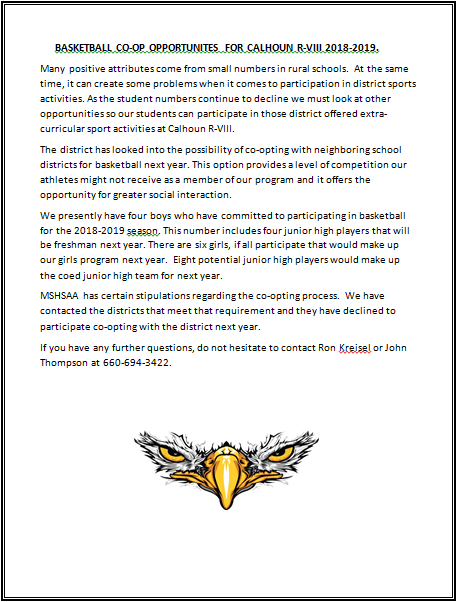 BASKETBALL CO-OP OPPORTUNITES FOR CALHOUN R-VIII 2018-2019.
Many positive attributes come from small numbers in rural schools. At the same
time, it can create some problems when it comes to participation in district sports
activities. As the student numbers continue to decline we must look at other
opportunities so our students can participate in those district offered extra-
curricular sport activities at Calhoun R-VIII.
The district has looked into the possibility of co-opting with neighboring school
districts for basketball next year. This option provides a level of competition our
athletes might not receive as a member of our program and it offers the
opportunity for greater social interaction.
We presently have four boys who have committed to participating in basketball
for the 2018-2019 season. This number includes four junior high players that will
be freshman next year. There are six girls, if all participate that would make up
our girls program next year. Eight potential junior high players would make up
the coed junior high team for next year.
MSHSAA has certain stipulations regarding the co-opting process. We have
contacted the districts that meet that requirement and they have declined to
participate co-opting with the district next year.
If you have any further questions, do not hesitate to contact Ron Kreisel or John
Thompson at 660-694-3422.